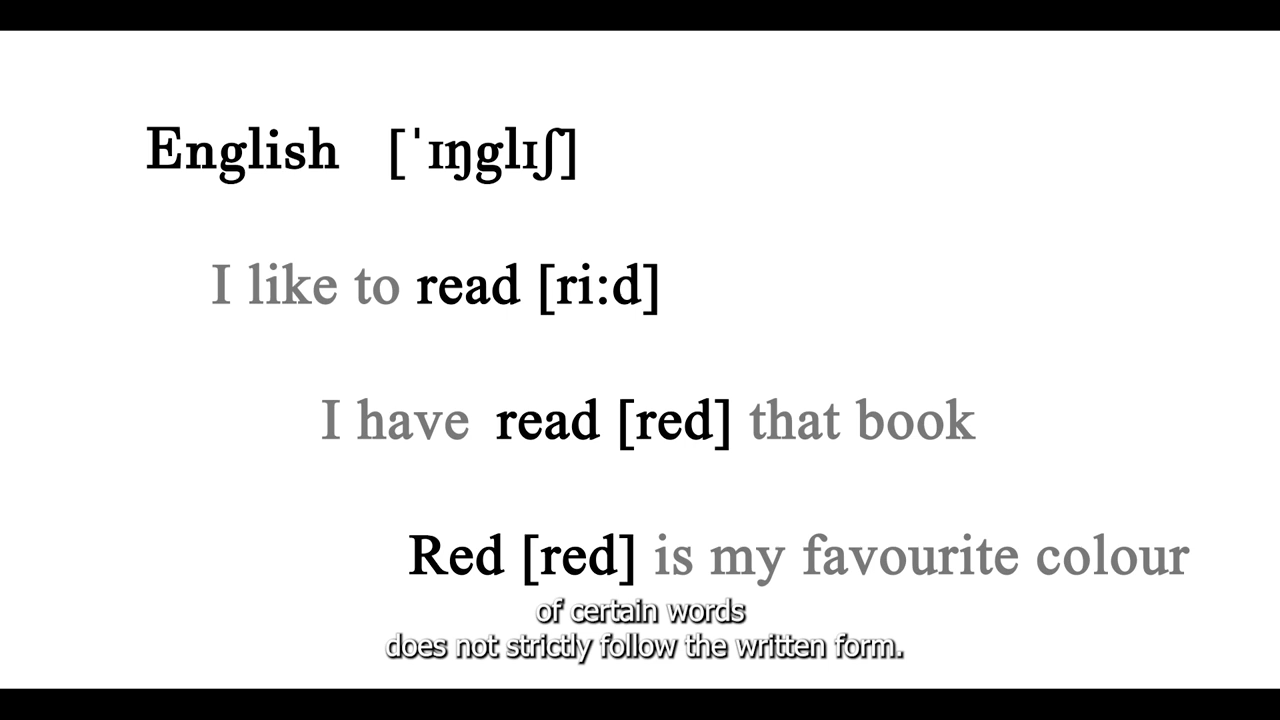 English [ˈɪŋglɪʃ]
I like to read [ri:d]
I have read [red] that book
Red [red] is my favourite colour
of certain words
does not strictly follow the written form.